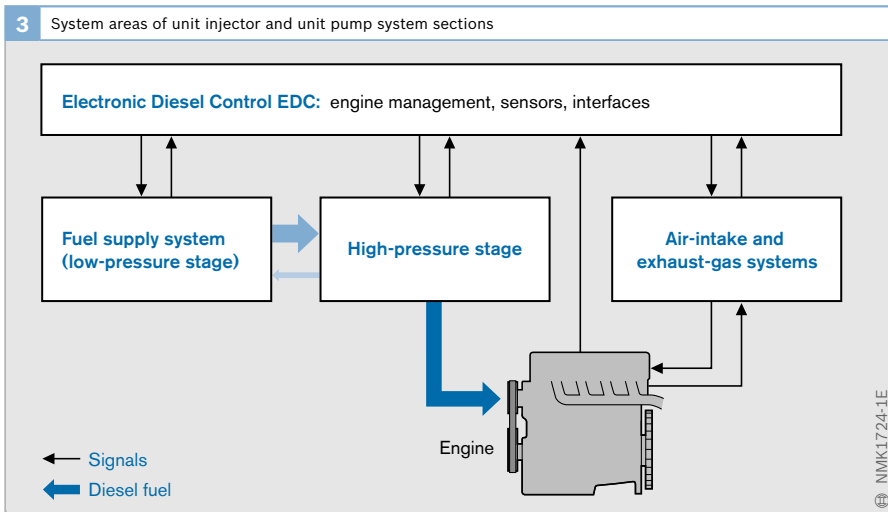 3 System areas of unit injector and unit pump system sections
Electronic Diesel Control EDC: engine management, sensors, interfaces
Fuel supply system
(low-pressure stage)
High-pressure stage
Air-intake and
exhaust-gas systems
Engine
Signals
Diesel fuel
NMK1724-1E